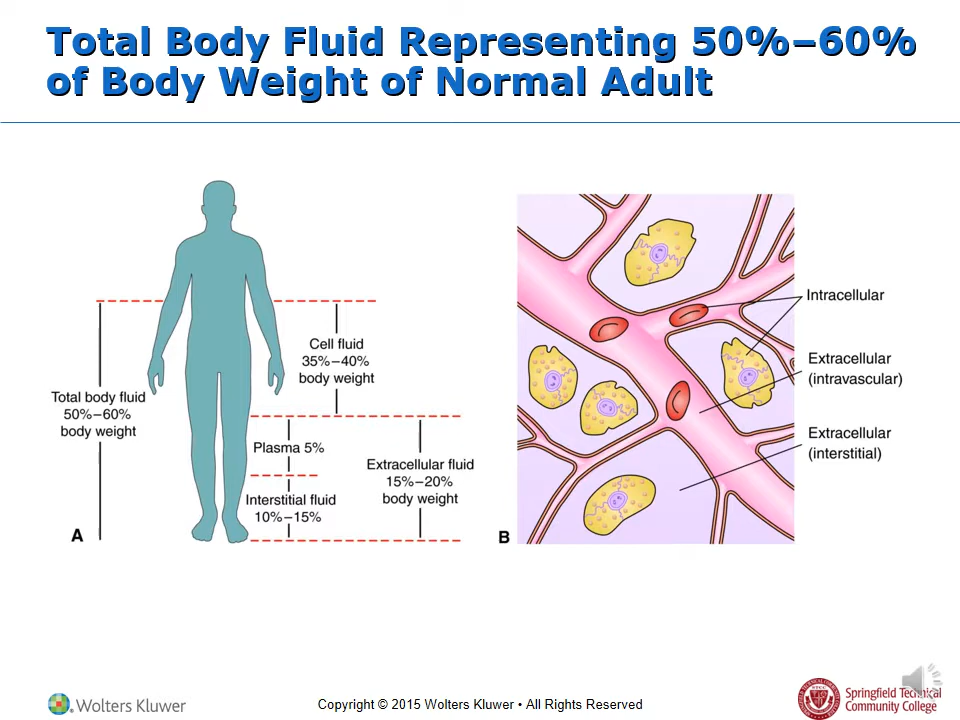 Total Body Fluid Representing 50%–60%
of Body Weight of Normal Adult
Total body fluid
50%–60%
body weight
Cell fluid
35%–40%
body weight
Plasma 5%
Interstitial fluid
10%–15%
Extracellular fluid
15%–20%
body weight
A
Intracellular
Extracellular
(intravascular)
Extracellular
(interstitial)
B
Wolters Kluwer
Copyright © 2015 Wolters Kluwer • All Rights Reserved
STCC
Springfield Technical
Community College